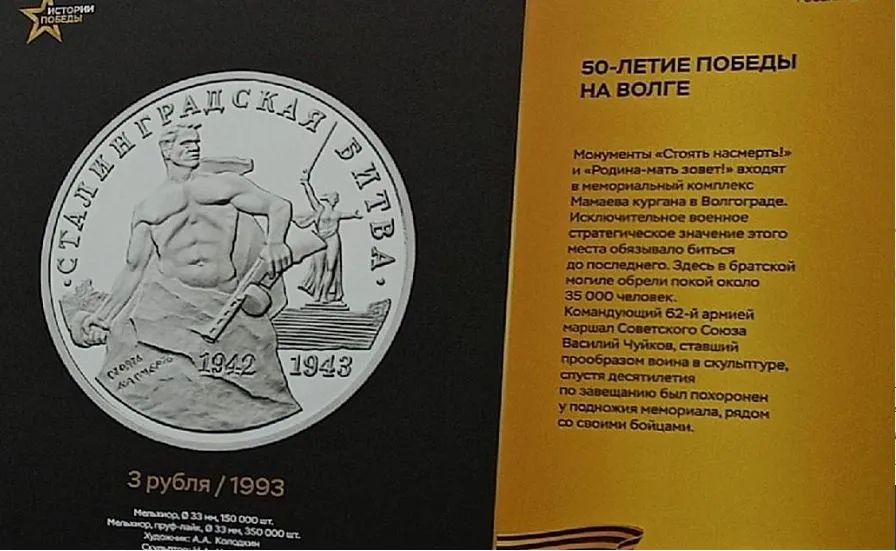 ИСТОРИИ
ПОБЕДЫ
СТАЛИНГРАДСКАЯ БИТВА
СТОЯТЬ
НАСМЕРТЬ
1942 1943
3 рубля / 1993
Мельхиор, Ø 33 мм, 150 000 шт.
Мельхиор, пруф-лайк, Ø 33 мм, 350 000 шт.
Художник: А.А. Колодкин
50-ЛЕТИЕ ПОБЕДЫ
НА ВОЛГЕ
Монументы «Стоять насмерть!»
и «Родина-мать зовет!» входят
в мемориальный комплекс
Мамаева кургана в Волгограде.
Исключительное военное
стратегическое значение этого
места обязывало биться
до последнего. Здесь в братской
могиле обрели покой около
35 000 человек.
Командующий 62-й армией
маршал Советского Союза
Василий Чуйков, ставший
прообразом воина в скульптуре,
спустя десятилетия
по завещанию был похоронен
у подножия мемориала, рядом
со своими бойцами.